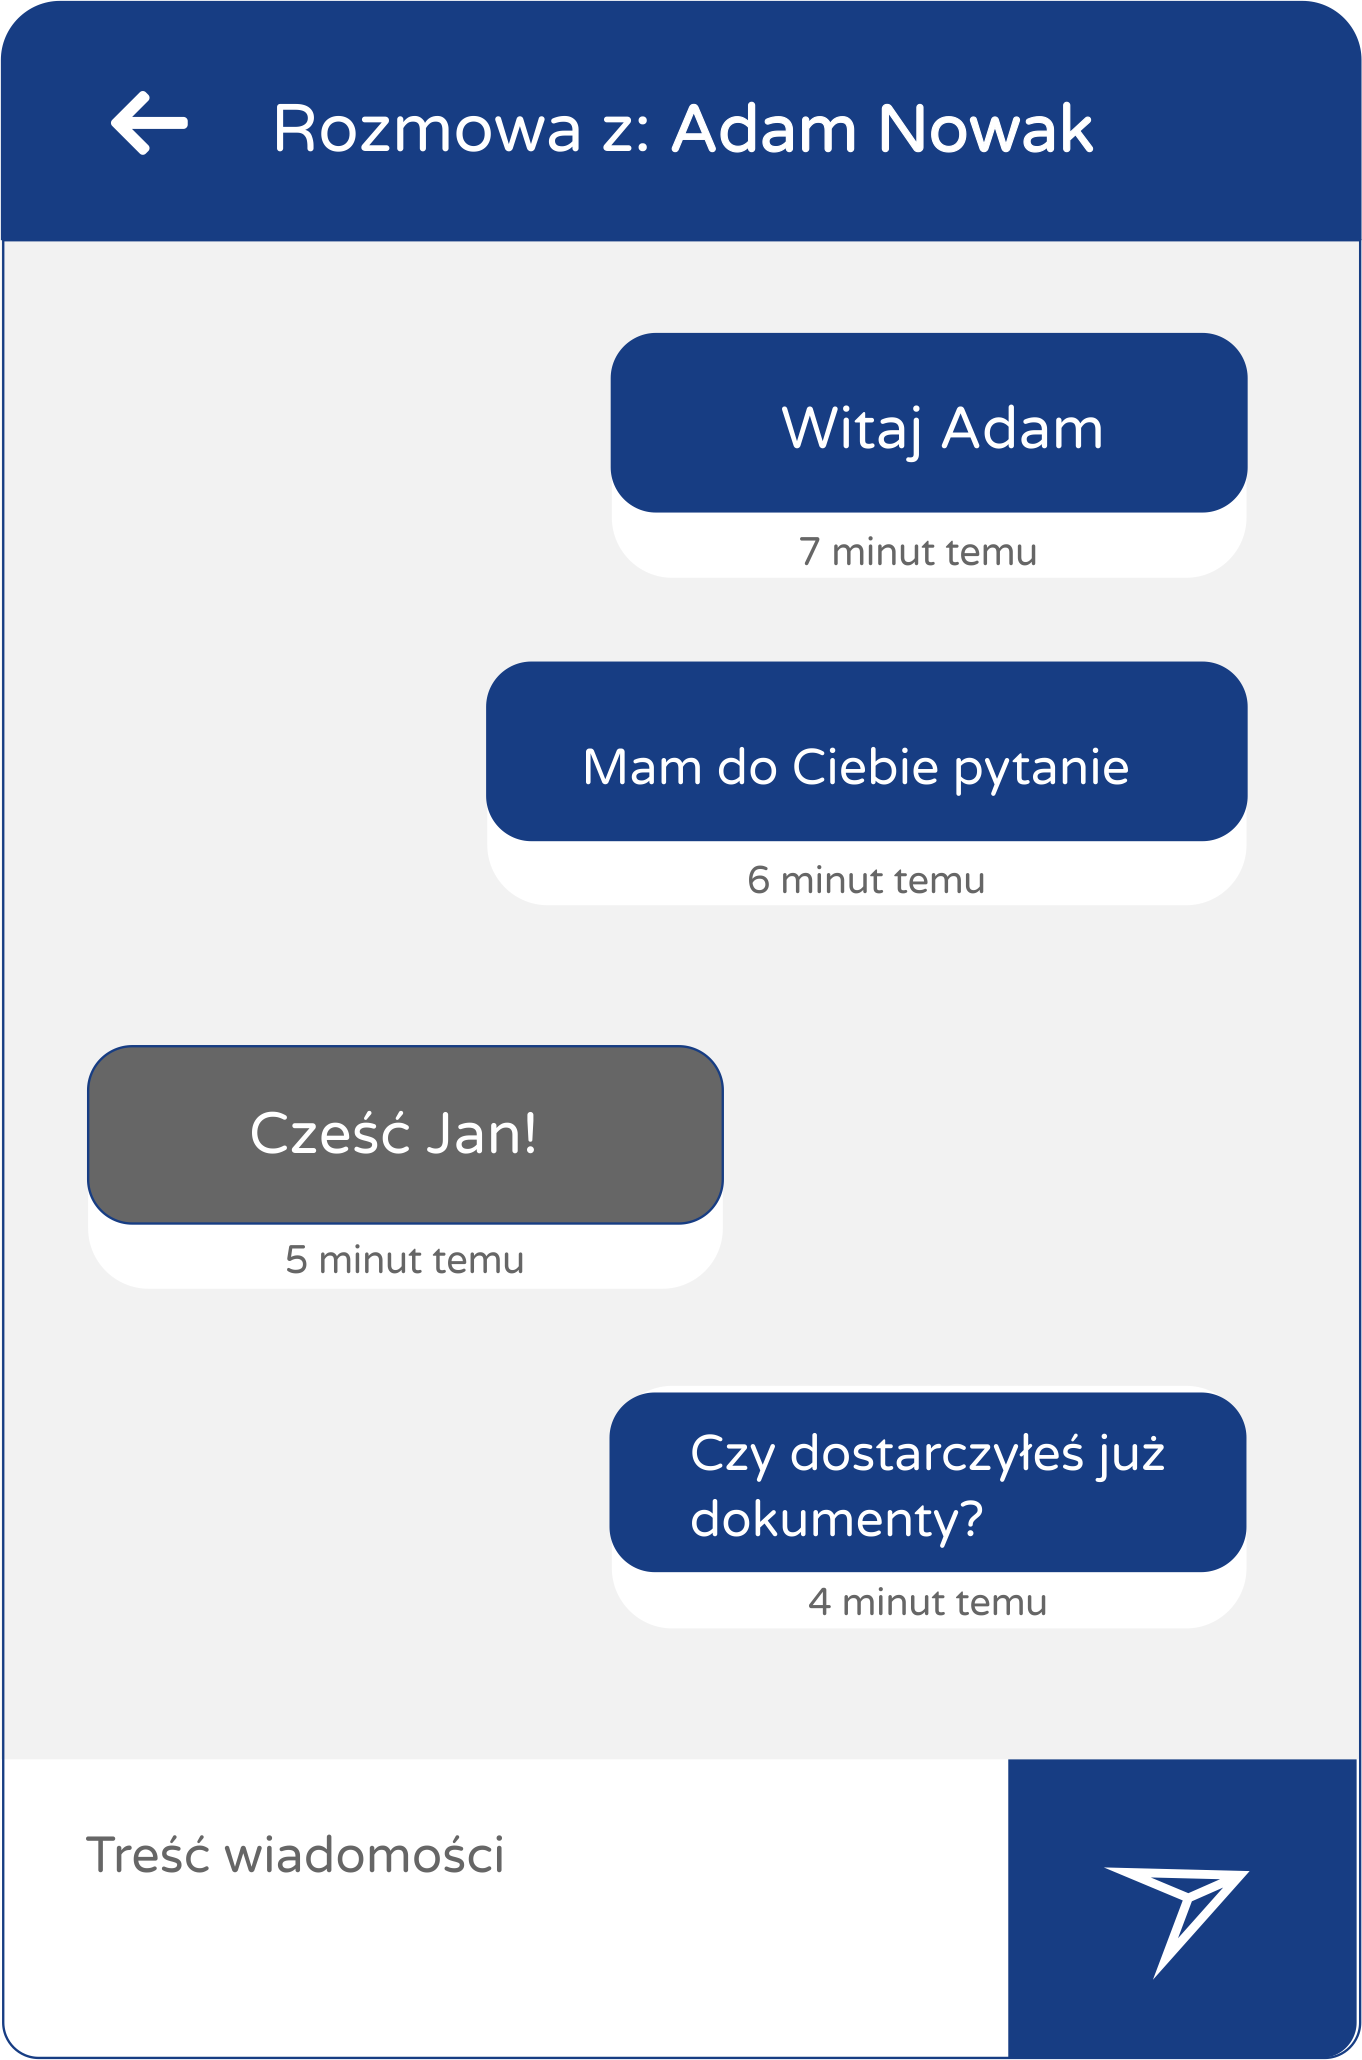 Rozmowa z: Adam Nowak
Witaj Adam
7 minut temu
Mam do Ciebie pytanie
6 minut temu
Cześć Jan!
5 minut temu
Czy dostarczyłeś już
dokumenty?
4 minut temu
Treść wiadomości